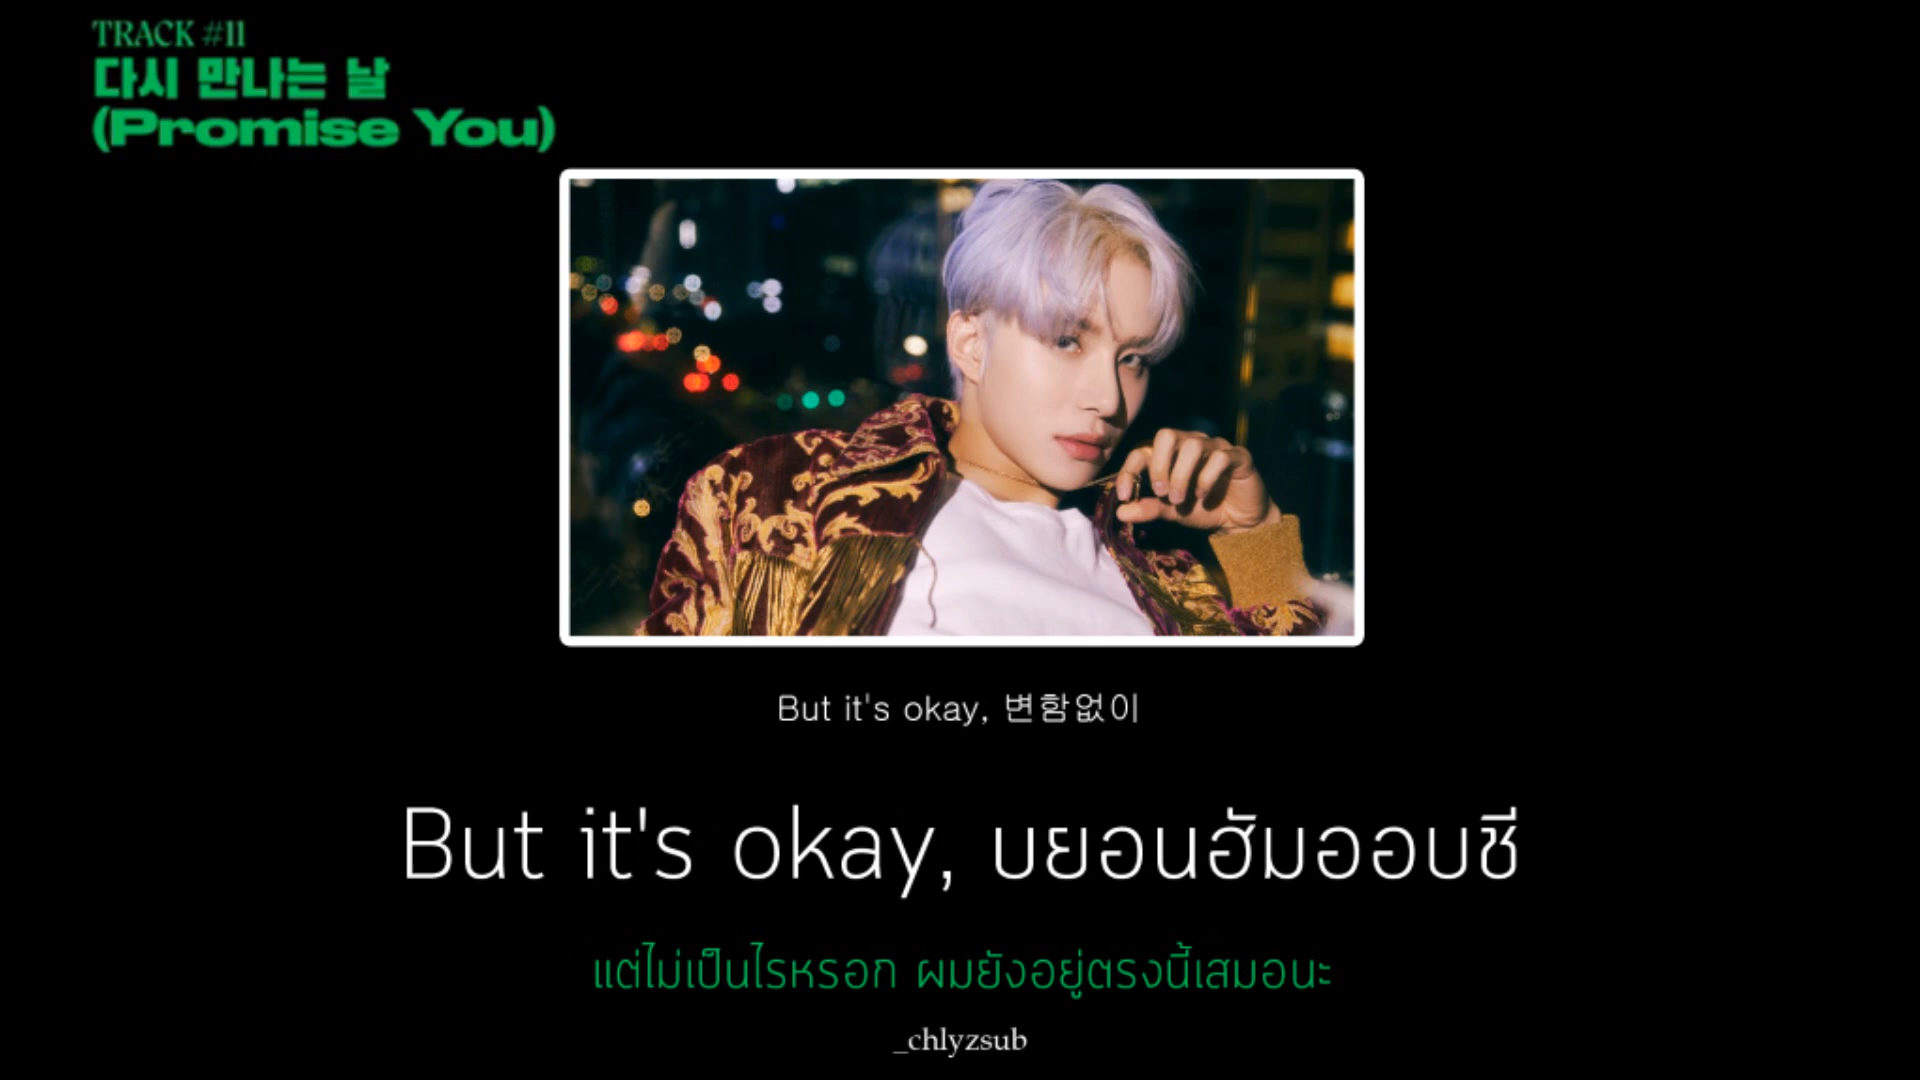 TRACK #11
다시 만나는 날
(Promise You)
But it's okay, 변함없이
But it's okay, บยอนฮัมออบชี
แต่ไม่เป็นไรหรอก ผมยังอยู่ตรงนี้เสมอนะ
_chlyzsub